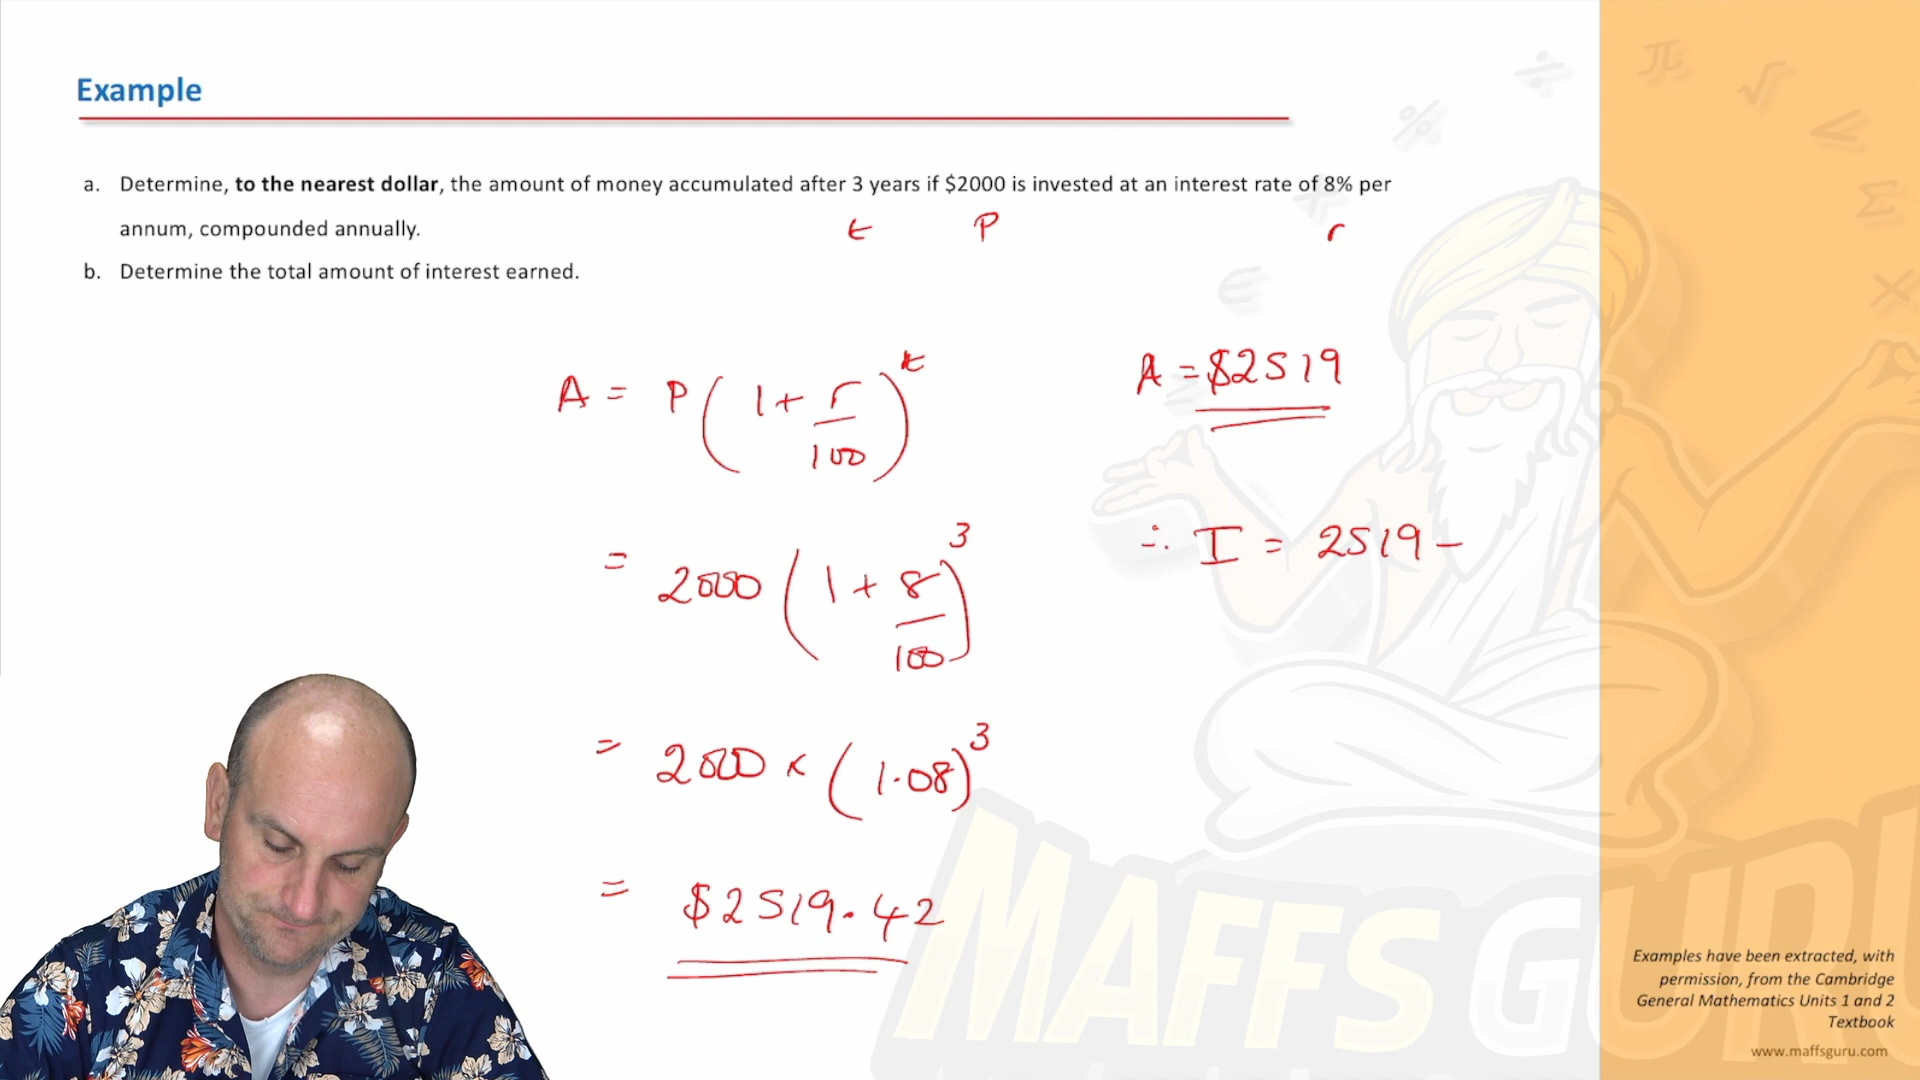 Example
a. Determine, to the nearest dollar, the amount of money accumulated after 3 years if $2000 is invested at an interest rate of 8% per
annum, compounded annually.
t P r
b. Determine the total amount of interest earned.
A = P(1 + r/100)^t
= 2000(1 + 8/100)^3
= 2000 × (1.08)^3
= $2519.42
A = $2519
∴ I = 2519 –
÷ π √ < % × Σ € ×
MAFFS GURU
Examples have been extracted, with
permission, from the Cambridge
General Mathematics Units 1 and 2
Textbook
www.maffsguru.com